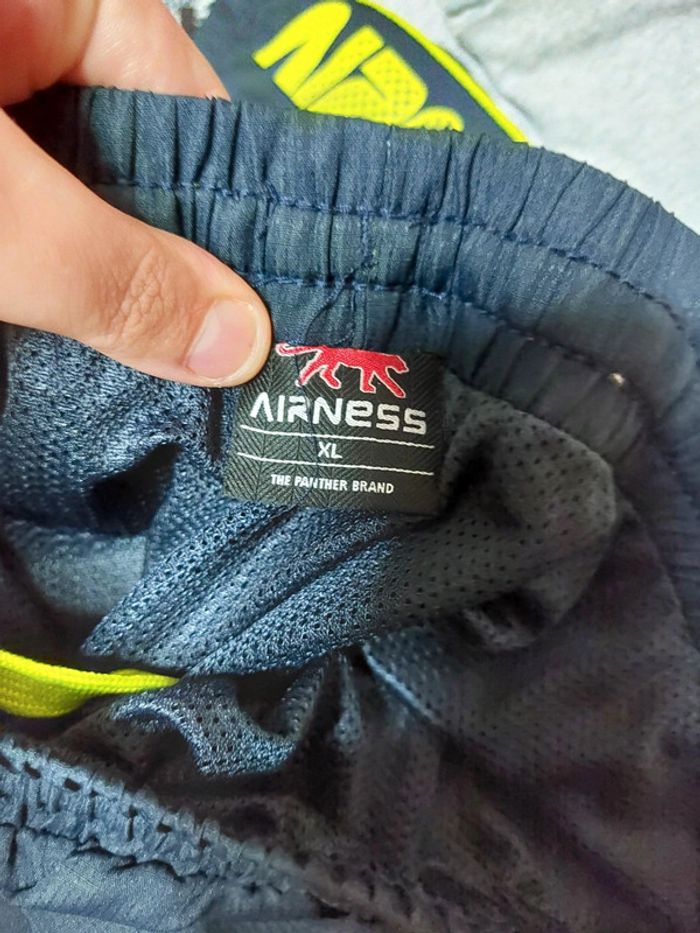 AIRNESS
XL
THE PANTHER BRAND